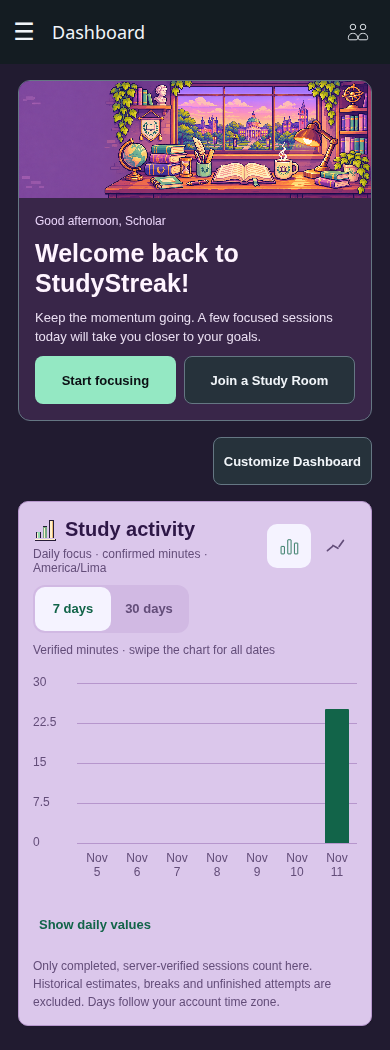 Dashboard
Good afternoon, Scholar
Welcome back to
StudyStreak!
Keep the momentum going. A few focused sessions
today will take you closer to your goals.
Start focusing
Join a Study Room
Customize Dashboard
Study activity
Daily focus · confirmed minutes ·
America/Lima
7 days
30 days
Verified minutes · swipe the chart for all dates
30
22.5
15
7.5
0
Nov 5
Nov 6
Nov 7
Nov 8
Nov 9
Nov 10
Nov 11
Show daily values
Only completed, server-verified sessions count here.
Historical estimates, breaks and unfinished attempts are
excluded. Days follow your account time zone.